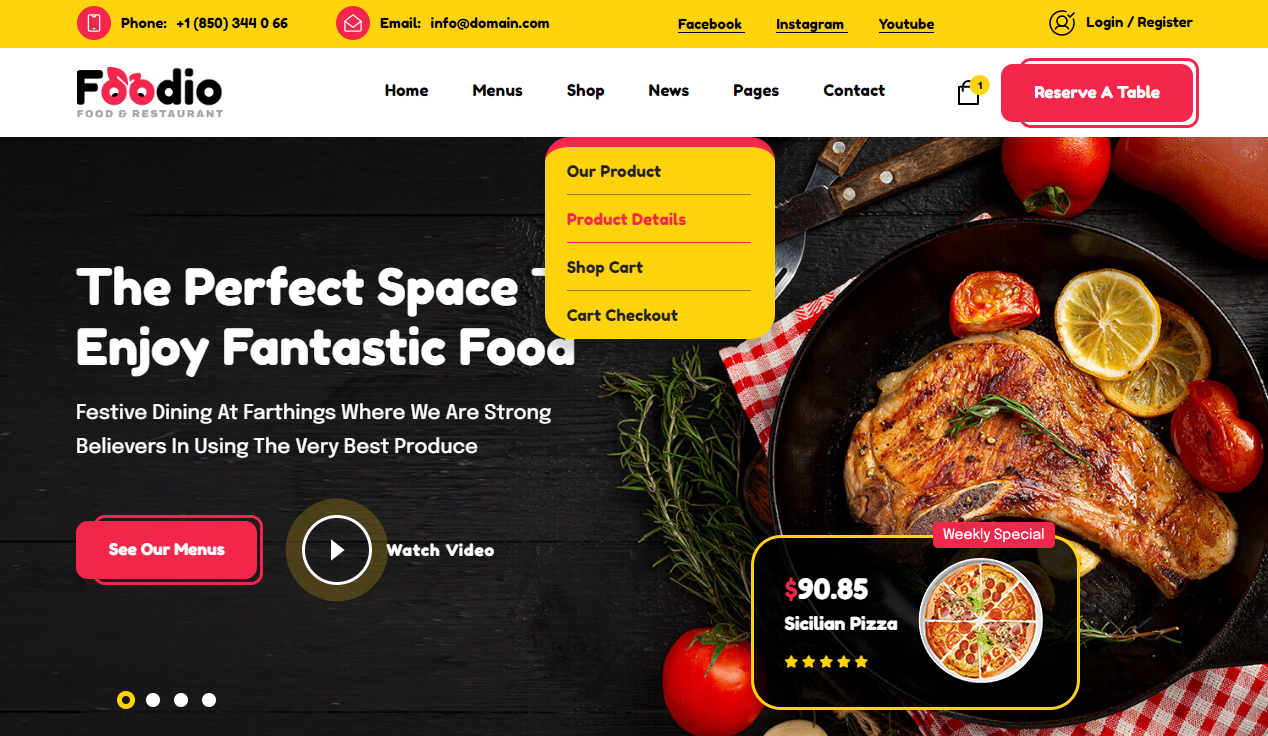 Phone: +1 (850) 344 0 66
Email: info@domain.com
Facebook
Instagram
Youtube
Login / Register
Foodio
FOOD & RESTAURANT
Home
Menus
Shop
News
Pages
Contact
1
Reserve A Table
Our Product
Product Details
Shop Cart
Cart Checkout
The Perfect Space
Enjoy Fantastic Food
Festive Dining At Farthings Where We Are Strong
Believers In Using The Very Best Produce
See Our Menus
Watch Video
Weekly Special
$90.85
Sicilian Pizza